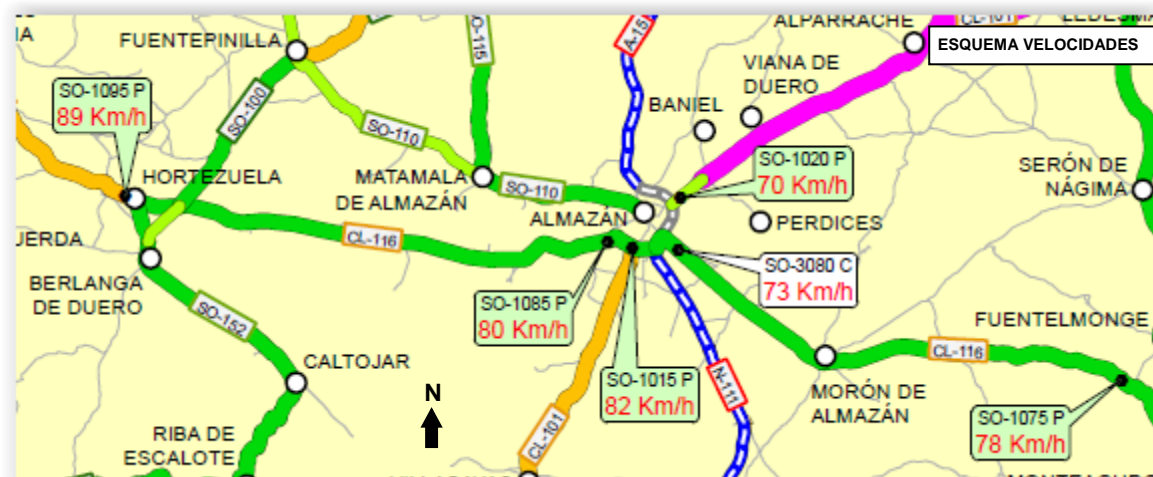 FUENTEPINILLA
SO-115
A-15
ALPARRACHE
CL-101
ESQUEMA VELOCIDADES
VIANA DE
DUERO
BANIEL
SO-1095 P
89 Km/h
SO-100
SO-110
SO-1020 P
70 Km/h
HORTEZUELA
MATAMALA
DE ALMAZÁN
SO-110
SERÓN DE
NÁGIMA
ALMAZÁN
PERDICES
CL-116
UERDA
BERLANGA
DE DUERO
SO-3080 C
73 Km/h
SO-1085 P
80 Km/h
SO-152
FUENTELMONGE
CL-116
CALTOJAR
SO-1015 P
82 Km/h
N-111
MORÓN DE
ALMAZÁN
N
SO-1075 P
78 Km/h
CL-101
RIBA DE
ESCALOTE